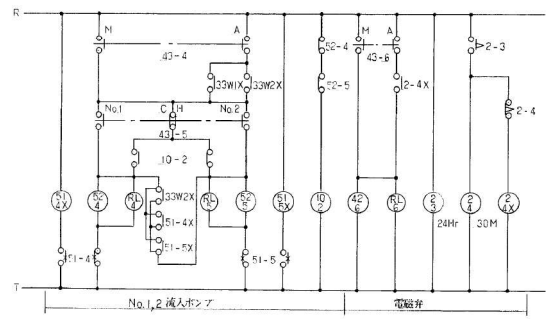 R
M A
43-4
33W1X 33W2X
No.1 C H No.2
43-5
10-2
33W2X
51-4X
51-5X
51
4X
52
4
RL
4
RL
5
52
5
51
5X
51-4
51-5
52-4
52-5
10
2
M A
43-6
2-4X
42
6
RL
6
2
3
24Hr
2
4
30M
2
4X
2-3
2-4
T
No.1,2 流入ポンプ
電磁弁